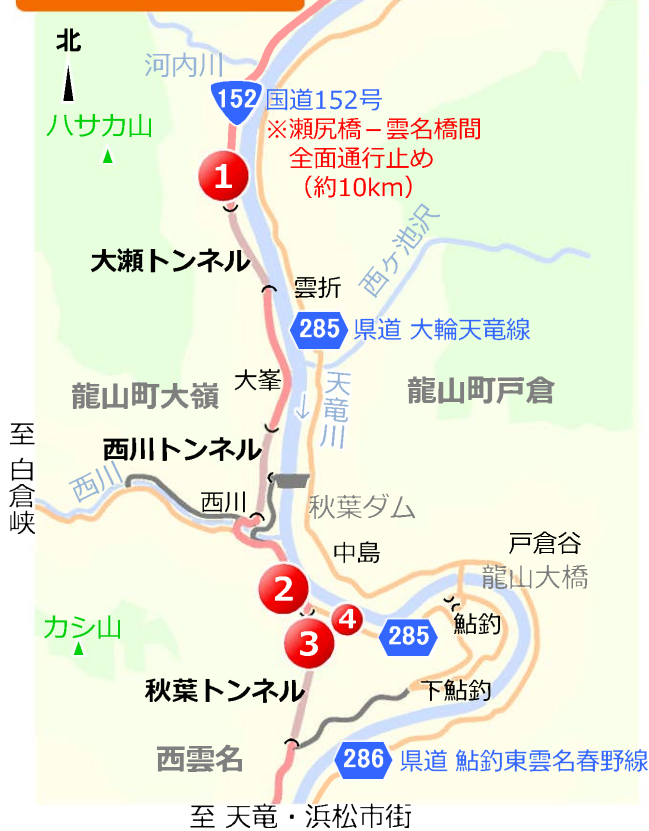 北
河内川
152
国道152号
※瀬尻橋－雲名橋間
全面通行止め
（約10km）
ハサカ山
1
大瀬トンネル
西ケ池沢
雲折
285
県道 大輪天竜線
大峯
龍山町大嶺
天竜川
↓
龍山町戸倉
至 白倉峡
西川トンネル
西川
西川
秋葉ダム
中島
戸倉谷
龍山大橋
2
カシ山
3
4
285
鮎釣
秋葉トンネル
下鮎釣
西雲名
286
県道 鮎釣東雲名春野線
至 天竜・浜松市街